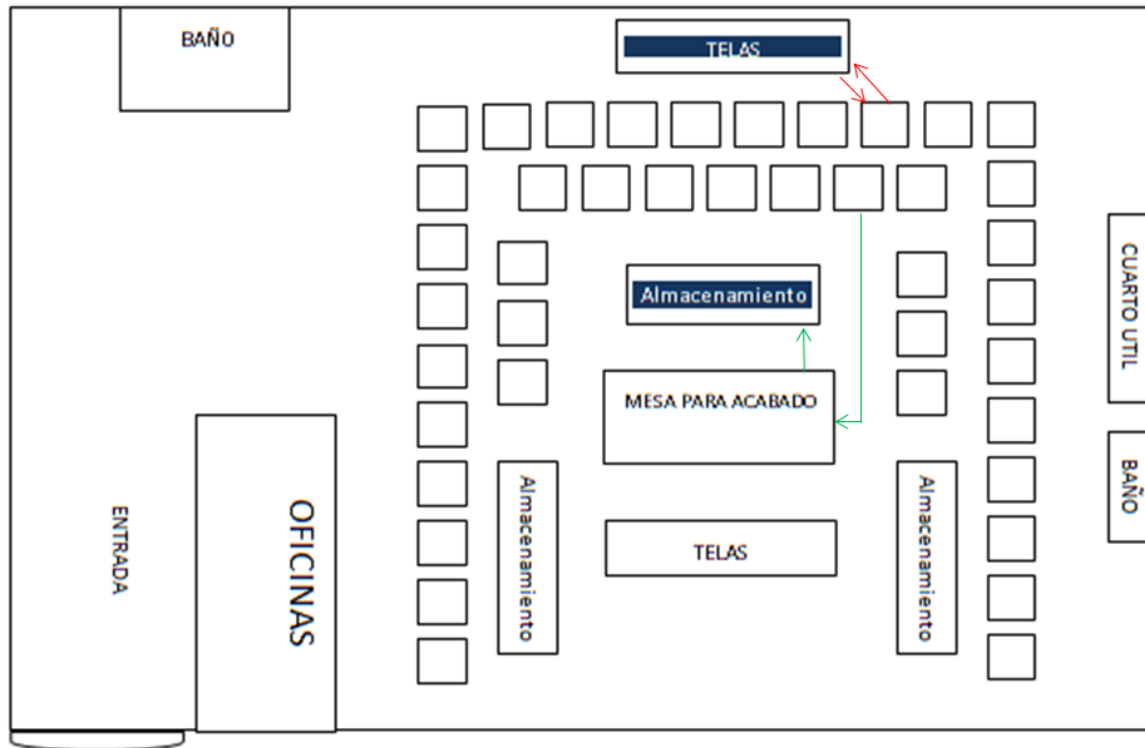 BAÑO
TELAS
Almacenamiento
CUARTO UTIL
MESA PARA ACABADO
BAÑO
ENTRADA
OFICINAS
Almacenamiento
TELAS
Almacenamiento